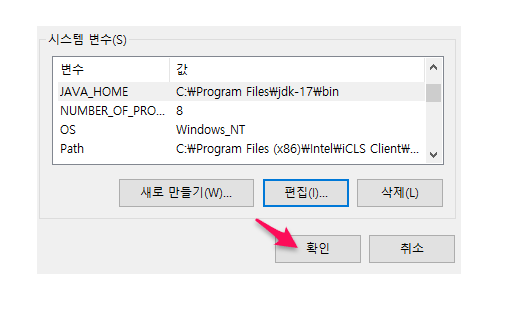 시스템 변수(S)
변수 값
JAVA_HOME C:₩Program Files₩jdk-17₩bin
NUMBER_OF_PRO... 8
OS Windows_NT
Path C:₩Program Files (x86)₩Intel₩iCLS Client₩...
새로 만들기(W)... 편집(I)... 삭제(L)
확인 취소